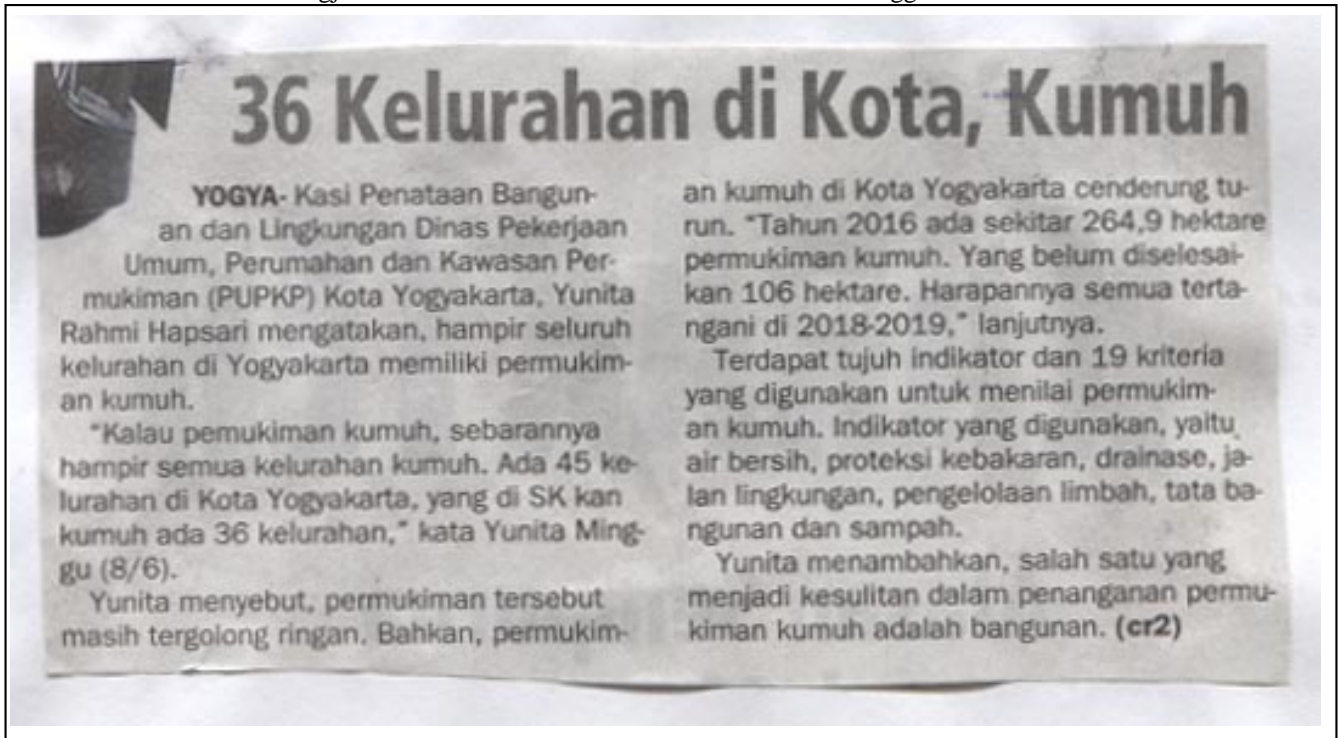 36 Kelurahan di Kota, Kumuh
YOGYA- Kasi Penataan Bangun-
an dan Lingkungan Dinas Pekerjaan
Umum, Perumahan dan Kawasan Per-
mukiman (PUPKP) Kota Yogyakarta, Yunita
Rahmi Hapsari mengatakan, hampir seluruh
kelurahan di Yogyakarta memiliki permukim-
an kumuh.
"Kalau pemukiman kumuh, sebarannya
hampir semua kelurahan kumuh. Ada 45 ke-
lurahan di Kota Yogyakarta, yang di SK kan
kumuh ada 36 kelurahan," kata Yunita Ming-
gu (8/6).
Yunita menyebut, permukiman tersebut
masih tergolong ringan. Bahkan, permukim-
an kumuh di Kota Yogyakarta cenderung tu-
run. "Tahun 2016 ada sekitar 264,9 hektare
permukiman kumuh. Yang belum diselesai-
kan 106 hektare. Harapannya semua terta-
ngani di 2018-2019," lanjutnya.
Terdapat tujuh indikator dan 19 kriteria
yang digunakan untuk menilai permukim-
an kumuh. Indikator yang digunakan, yaitu
air bersih, proteksi kebakaran, drainase, ja-
lan lingkungan, pengelolaan limbah, tata ba-
ngunan dan sampah.
Yunita menambahkan, salah satu yang
menjadi kesulitan dalam penanganan permu-
kiman kumuh adalah bangunan. (cr2)